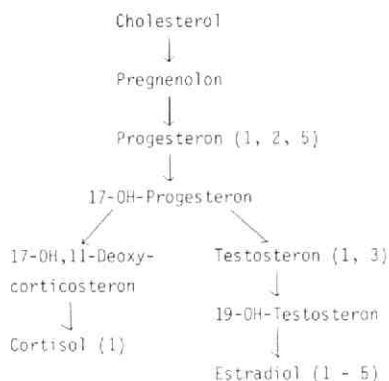 Cholesterol
Pregnenolon
Progesteron (1, 2, 5)
17-OH-Progesteron
17-OH,11-Deoxy-
corticosteron
Cortisol (1)
Testosteron (1, 3)
19-OH-Testosteron
Estradiol (1 - 5)